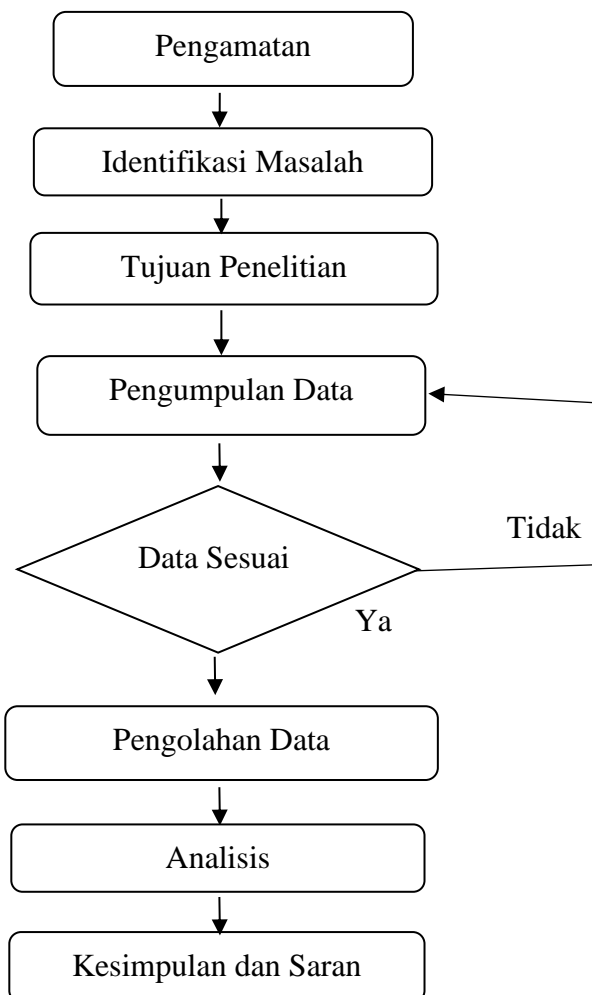 Pengamatan
Identifikasi Masalah
Tujuan Penelitian
Pengumpulan Data
Tidak
Data Sesuai
Ya
Pengolahan Data
Analisis
Kesimpulan dan Saran